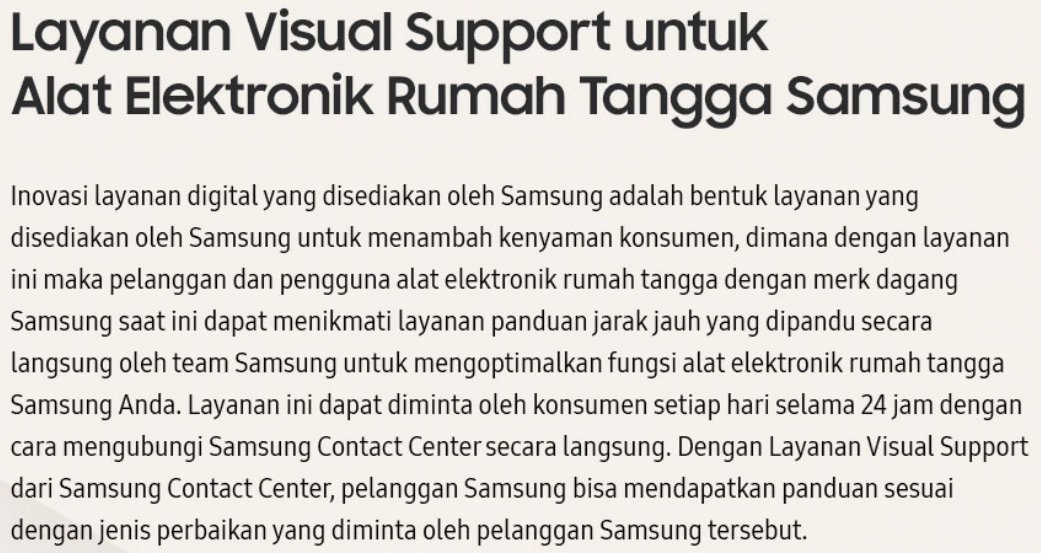 Layanan Visual Support untuk
Alat Elektronik Rumah Tangga Samsung
Inovasi layanan digital yang disediakan oleh Samsung adalah bentuk layanan yang
disediakan oleh Samsung untuk menambah kenyaman konsumen, dimana dengan layanan
ini maka pelanggan dan pengguna alat elektronik rumah tangga dengan merk dagang
Samsung saat ini dapat menikmati layanan panduan jarak jauh yang dipandu secara
langsung oleh team Samsung untuk mengoptimalkan fungsi alat elektronik rumah tangga
Samsung Anda. Layanan ini dapat diminta oleh konsumen setiap hari selama 24 jam dengan
cara mengubungi Samsung Contact Center secara langsung. Dengan Layanan Visual Support
dari Samsung Contact Center, pelanggan Samsung bisa mendapatkan panduan sesuai
dengan jenis perbaikan yang diminta oleh pelanggan Samsung tersebut.